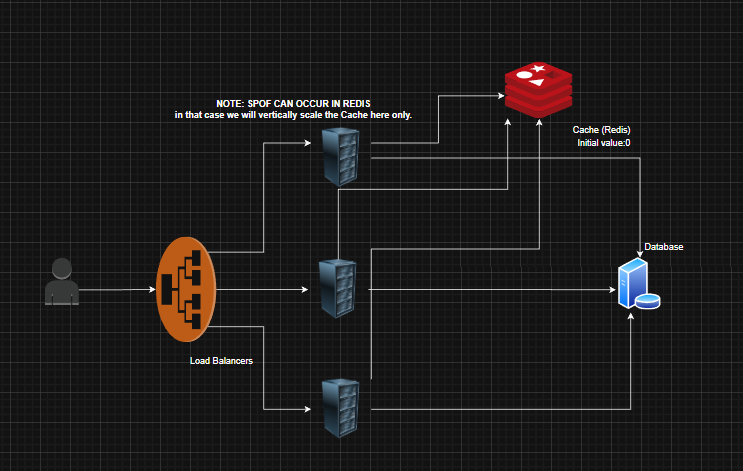 NOTE: SPOF CAN OCCUR IN REDIS
in that case we will vertically scale the Cache here only.
Cache (Redis)
Initial value:0
Database
Load Balancers